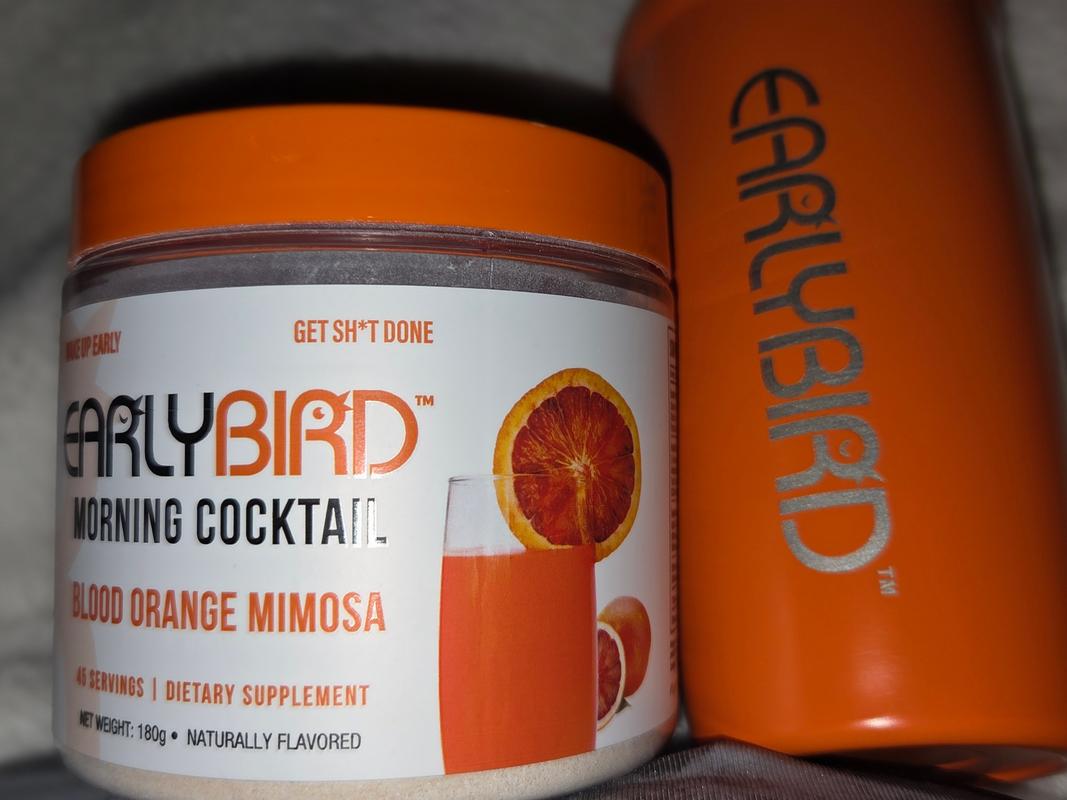 WAKE UP EARLY
GET SH*T DONE
EARLYBIRD™
MORNING COCKTAIL
BLOOD ORANGE MIMOSA
45 SERVINGS | DIETARY SUPPLEMENT
NET WEIGHT: 180g • NATURALLY FLAVORED
EARLYBIRD™